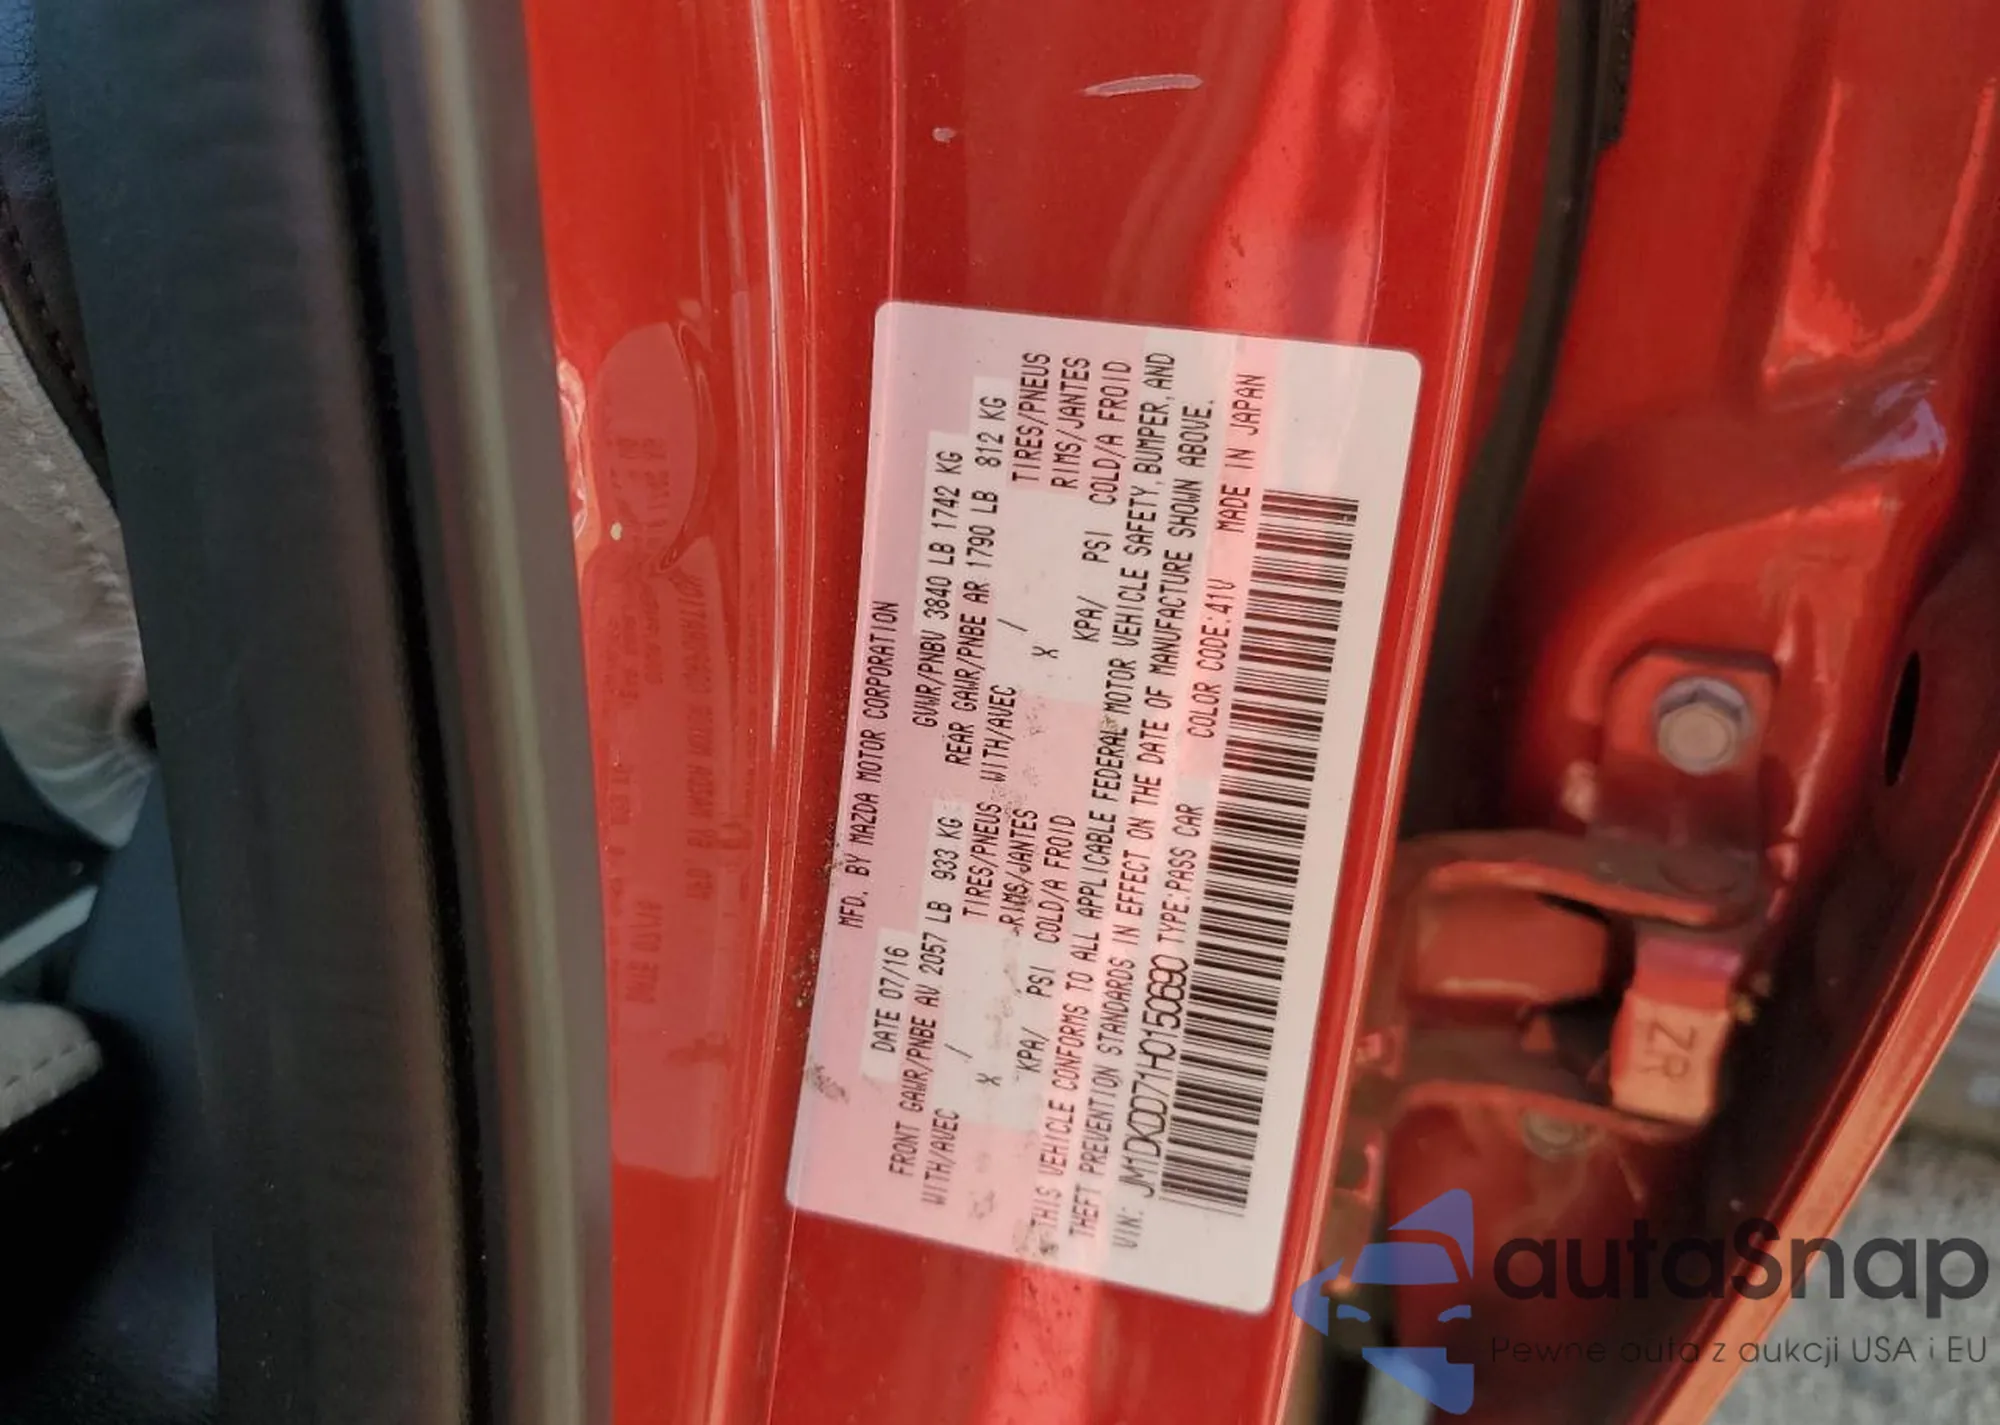 MFD. BY MAZDA MOTOR CORPORATION
DATE 07/16 GVWR/PNBV 3840 LB 1742 KG
FRONT GAWR/PNBE AV 2057 LB 933 KG REAR GAWR/PNBE AR 1790 LB 812 KG
WITH/AVEC TIRES/PNEUS WITH/AVEC TIRES/PNEUS
X / RIMS/JANTES X / RIMS/JANTES
KPA/ PSI COLD/A FROID KPA/ PSI COLD/A FROID
THIS VEHICLE CONFORMS TO ALL APPLICABLE FEDERAL MOTOR VEHICLE SAFETY, BUMPER, AND
THEFT PREVENTION STANDARDS IN EFFECT ON THE DATE OF MANUFACTURE SHOWN ABOVE.
VIN: JM1DKDD71H0150690 TYPE:PASS CAR COLOR CODE:41V MADE IN JAPAN
ZR
autaSnap
Pewne auta z aukcji USA i EU